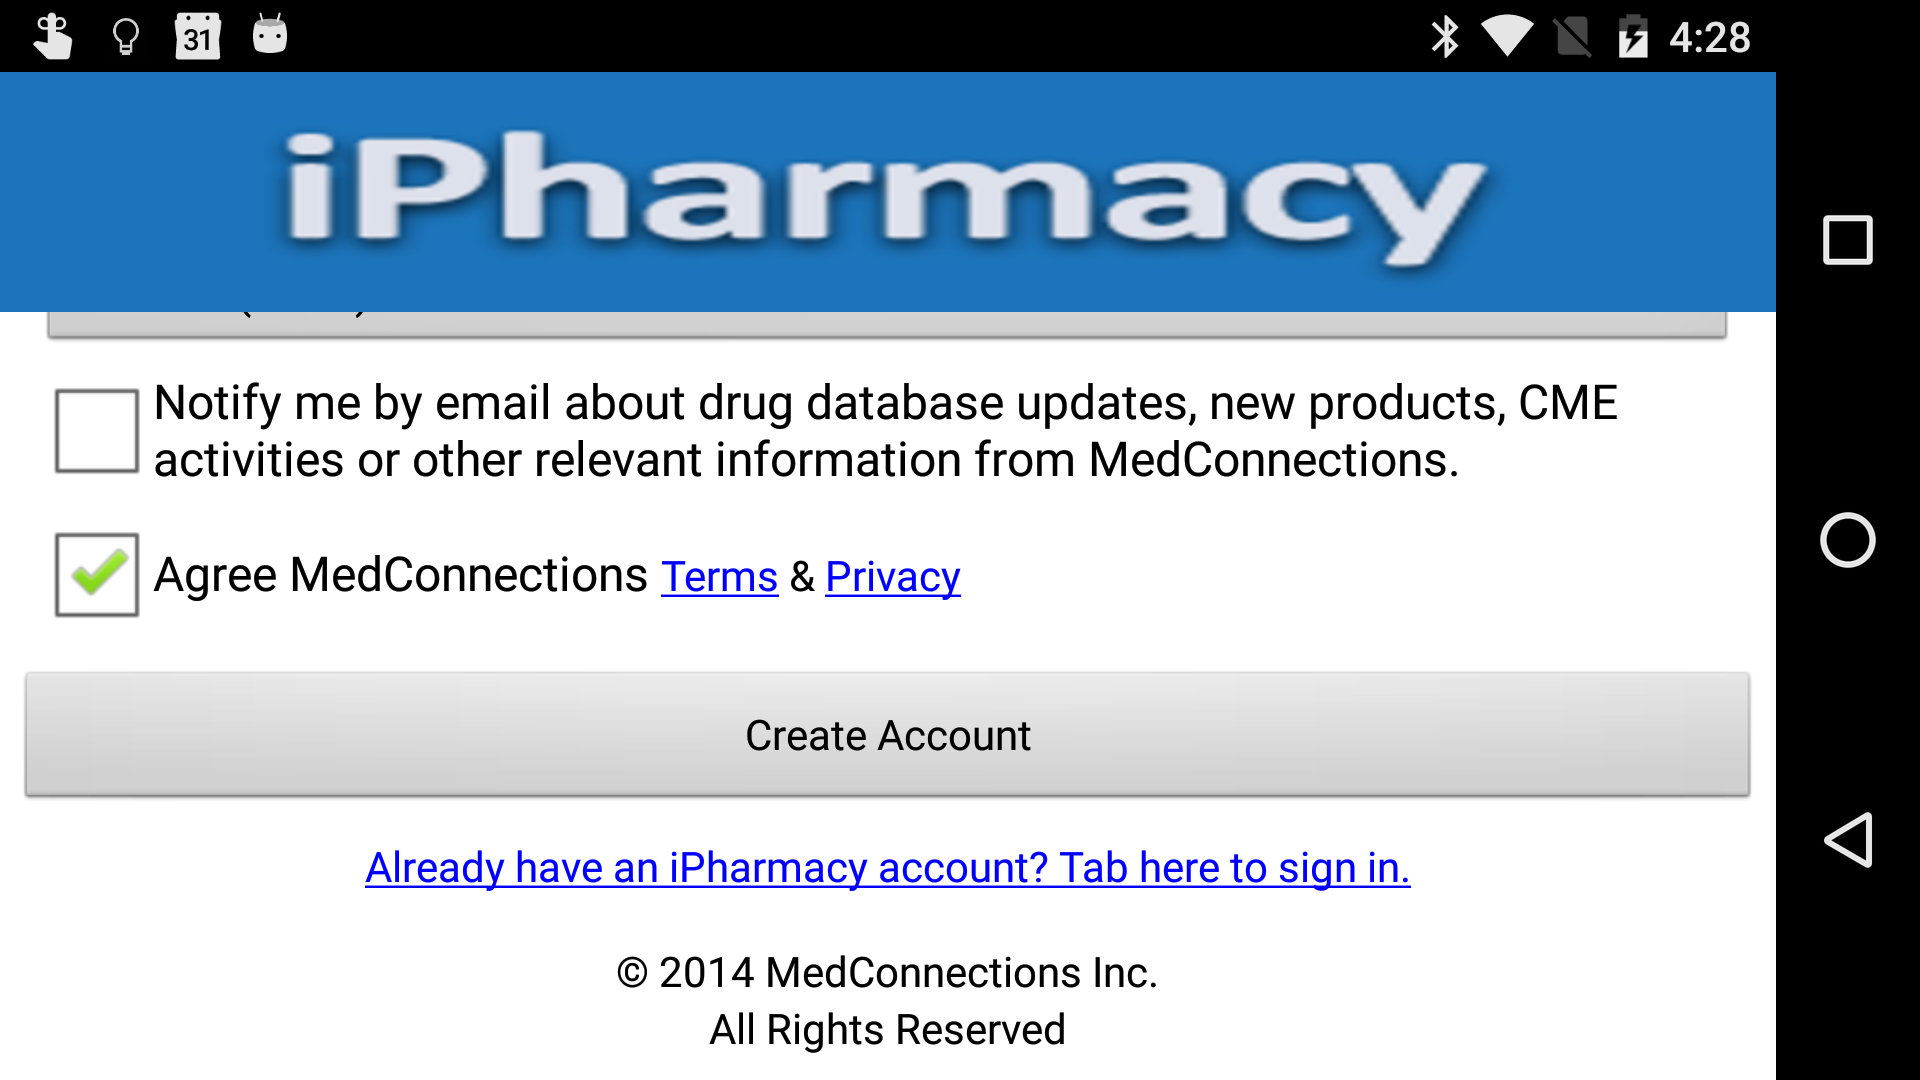 31
4:28
iPharmacy
Notify me by email about drug database updates, new products, CME
activities or other relevant information from MedConnections.
Agree MedConnections Terms & Privacy
Create Account
Already have an iPharmacy account? Tab here to sign in.
© 2014 MedConnections Inc.
All Rights Reserved